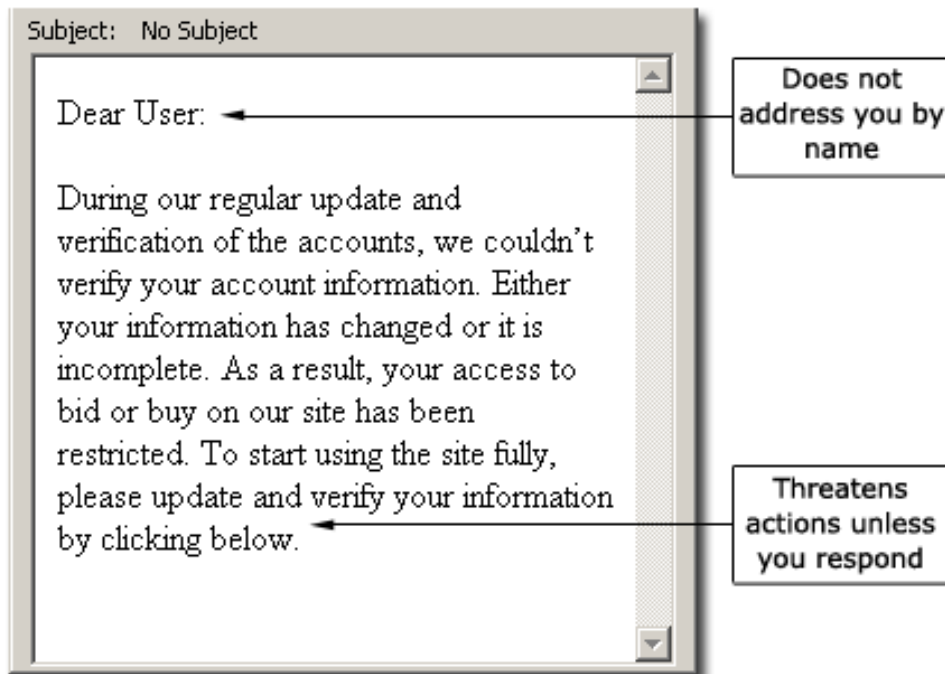 Subject: No Subject
Dear User:
Does not
address you by
name
During our regular update and
verification of the accounts, we couldn't
verify your account information. Either
your information has changed or it is
incomplete. As a result, your access to
bid or buy on our site has been
restricted. To start using the site fully,
please update and verify your information
by clicking below.
Threatens
actions unless
you respond